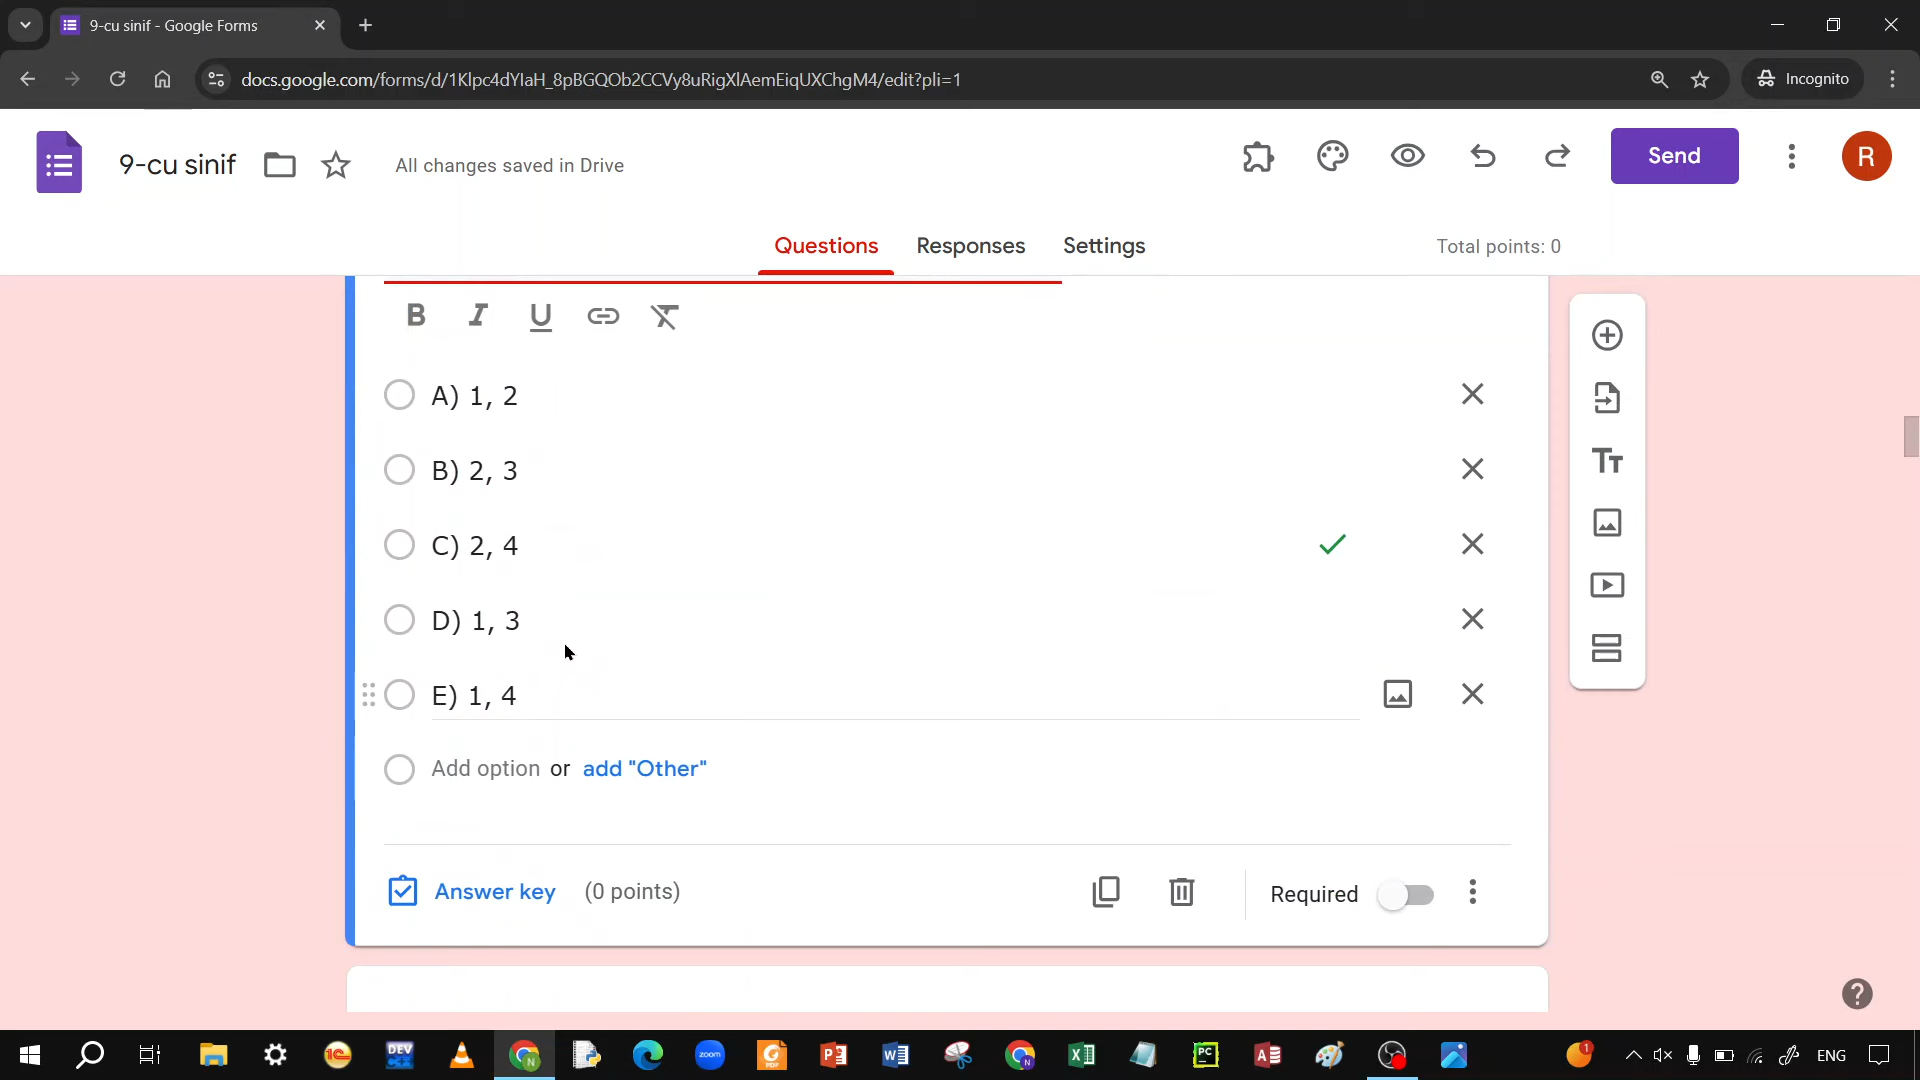 9-cu sinif - Google Forms
docs.google.com/forms/d/1Klpc4dYIaH_8pBGQOb2CCVy8uRigXlAemEiqUXChgM4/edit?pli=1
Incognito
9-cu sinif
All changes saved in Drive
Send
R
Questions
Responses
Settings
Total points: 0
B I U
A) 1, 2
B) 2, 3
C) 2, 4
D) 1, 3
E) 1, 4
Add option or add "Other"
Answer key (0 points)
Required
ENG